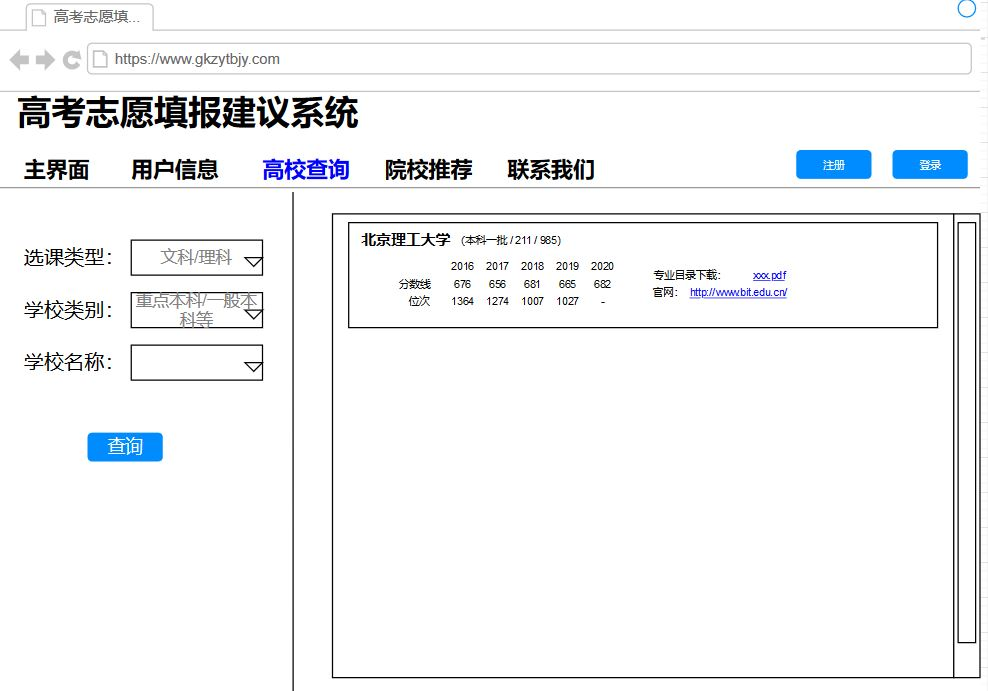 高考志愿填...
https://www.gkzytbjy.com
高考志愿填报建议系统
主界面 用户信息 高校查询 院校推荐 联系我们 注册 登录
选课类型： 文科/理科
学校类别： 重点本科/一般本
科等
学校名称：
查询
北京理工大学 (本科一批 / 211 / 985)
2016 2017 2018 2019 2020
分数线 676 656 681 665 682
位次 1364 1274 1007 1027 -
专业目录下载： xxx.pdf
官网： http://www.bit.edu.cn/